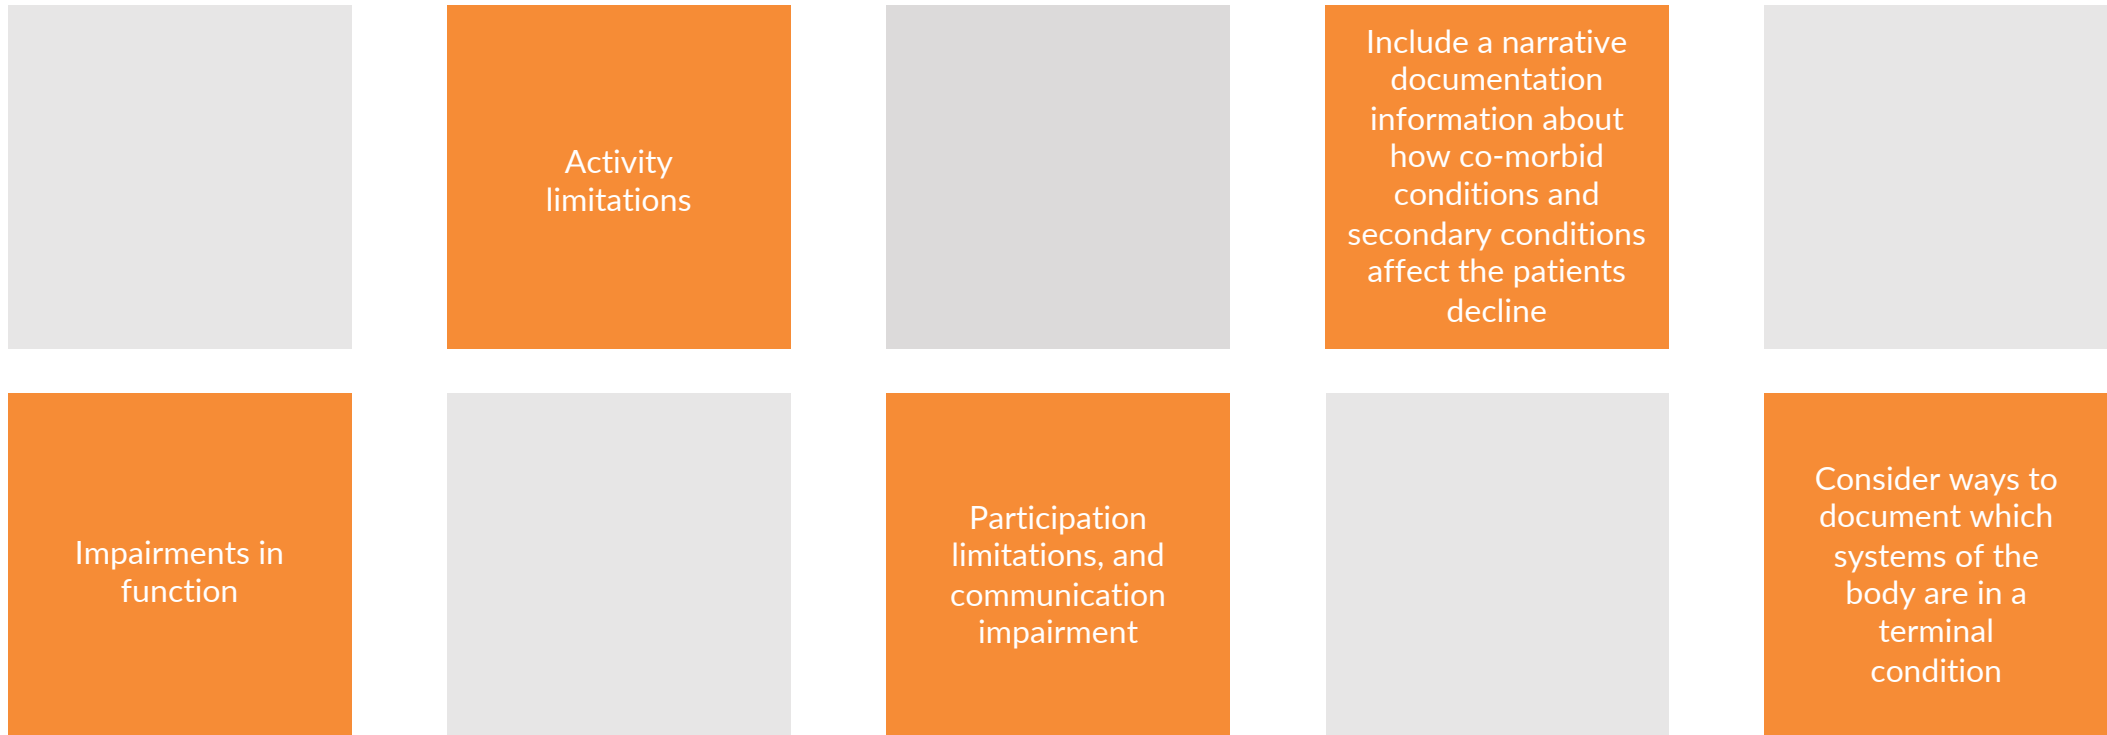 Activity
limitations
Include a narrative
documentation
information about
how co-morbid
conditions and
secondary conditions
affect the patients
decline
Impairments in
function
Participation
limitations, and
communication
impairment
Consider ways to
document which
systems of the
body are in a
terminal
condition